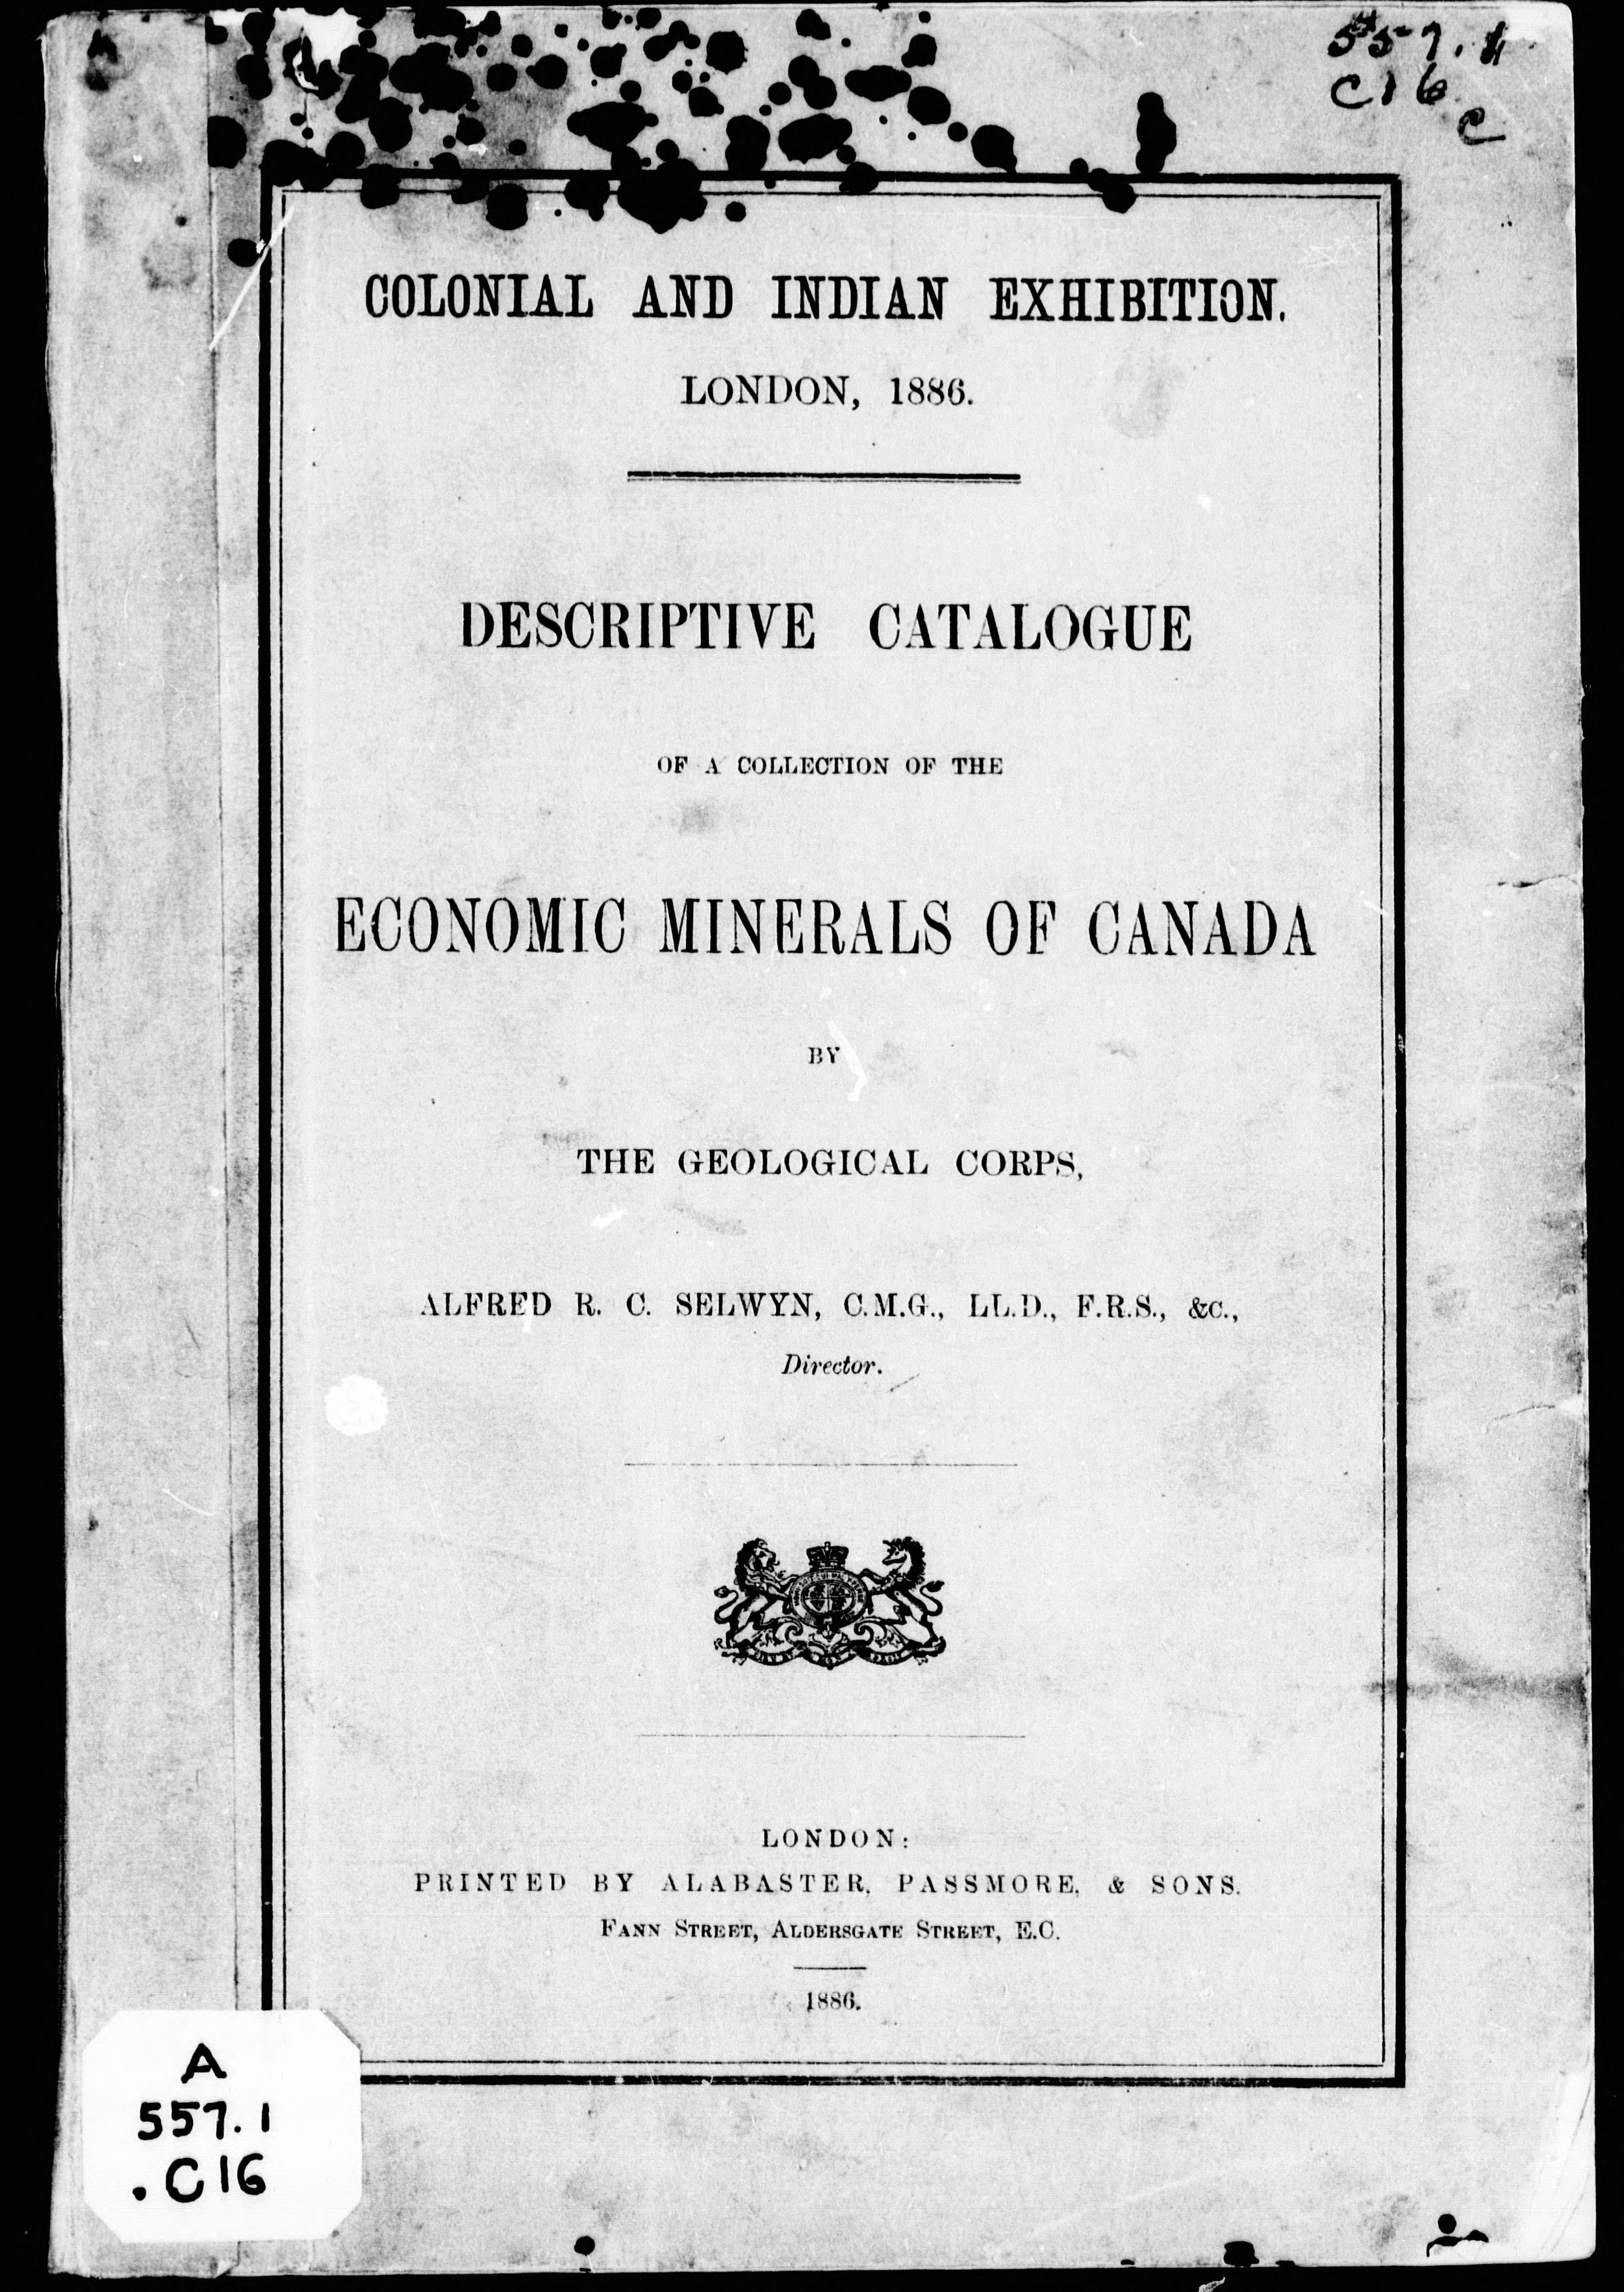 557.1
C16
C
COLONIAL AND INDIAN EXHIBITION.
LONDON, 1886.
DESCRIPTIVE CATALOGUE
OF A COLLECTION OF THE
ECONOMIC MINERALS OF CANADA
BY
THE GEOLOGICAL CORPS,
ALFRED R. C. SELWYN, C.M.G., LL.D., F.R.S., &C.,
Director.
LONDON:
PRINTED BY ALABASTER, PASSMORE, & SONS.
FANN STREET, ALDERSGATE STREET, E.C.
1886.
A
557.1
.C16